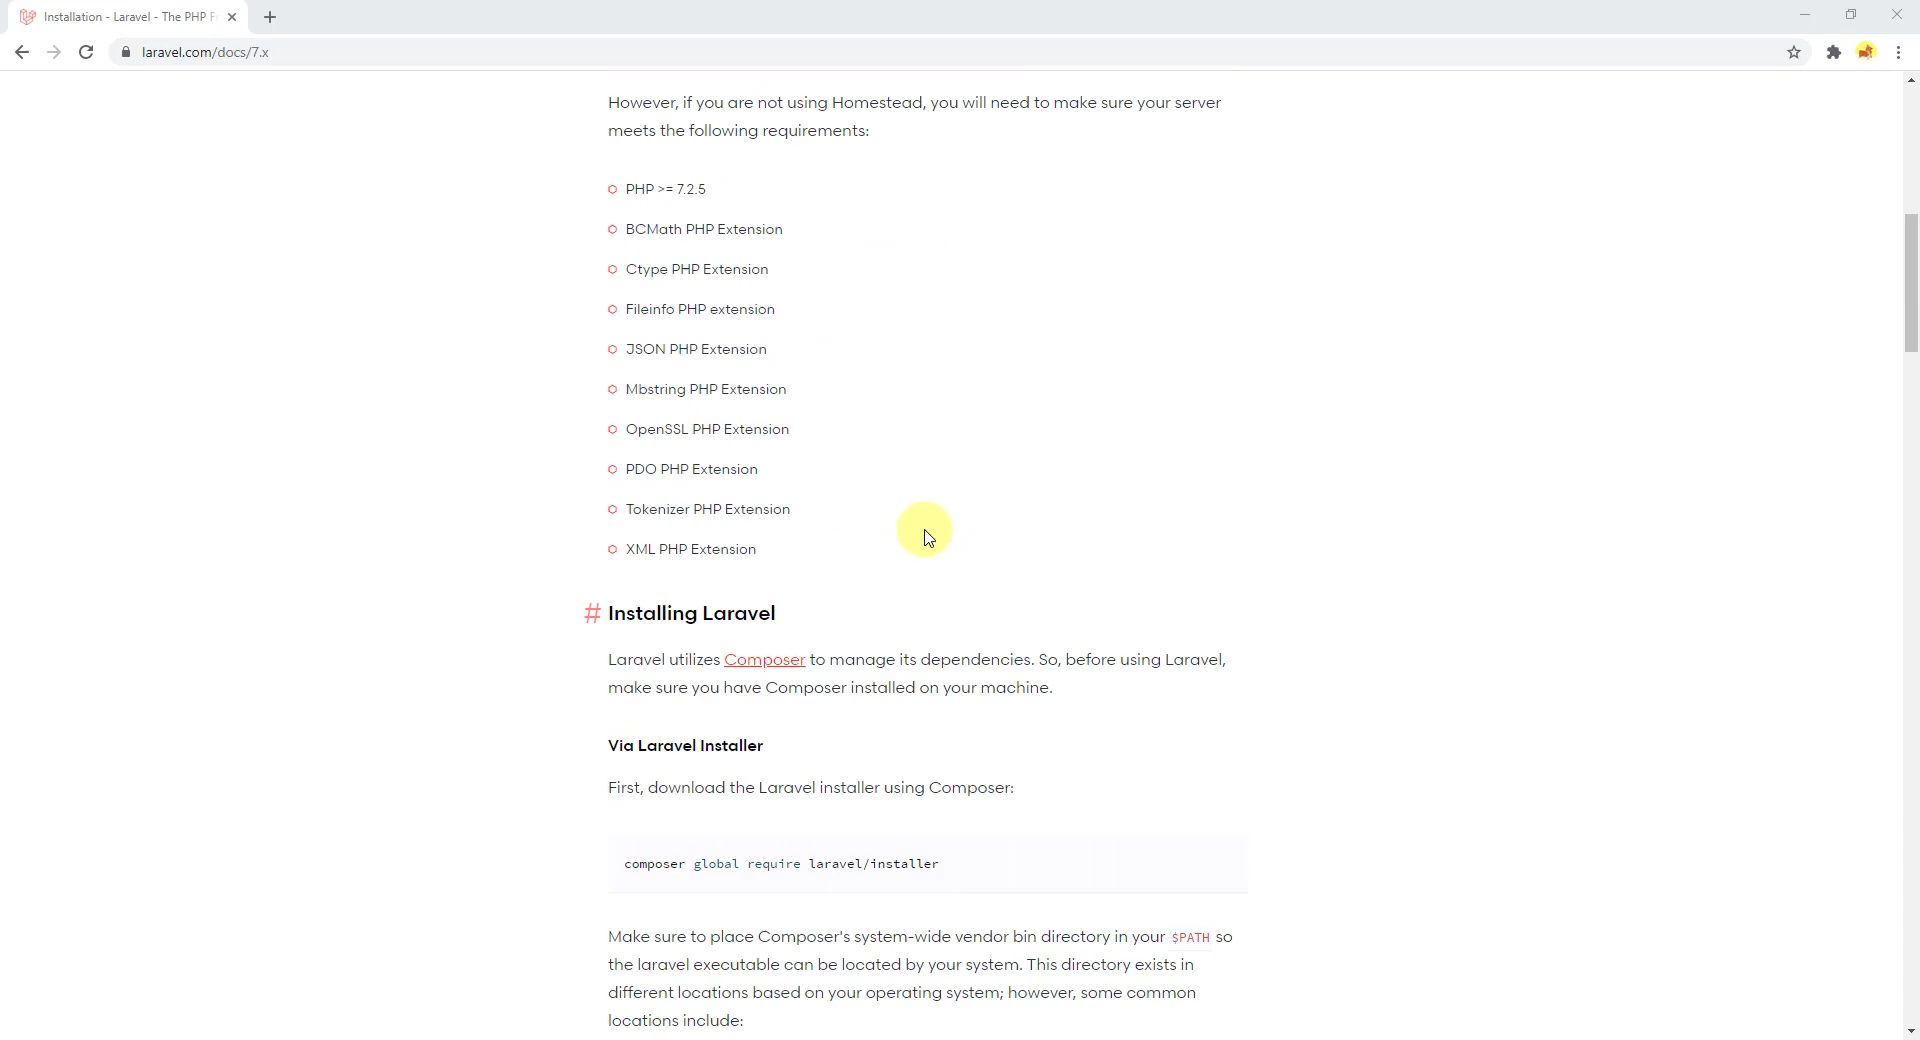 Installation - Laravel - The PHP F
laravel.com/docs/7.x
However, if you are not using Homestead, you will need to make sure your server
meets the following requirements:
PHP >= 7.2.5
BCMath PHP Extension
Ctype PHP Extension
Fileinfo PHP extension
JSON PHP Extension
Mbstring PHP Extension
OpenSSL PHP Extension
PDO PHP Extension
Tokenizer PHP Extension
XML PHP Extension
# Installing Laravel
Laravel utilizes Composer to manage its dependencies. So, before using Laravel,
make sure you have Composer installed on your machine.
Via Laravel Installer
First, download the Laravel installer using Composer:
composer global require laravel/installer
Make sure to place Composer's system-wide vendor bin directory in your $PATH so
the laravel executable can be located by your system. This directory exists in
different locations based on your operating system; however, some common
locations include: